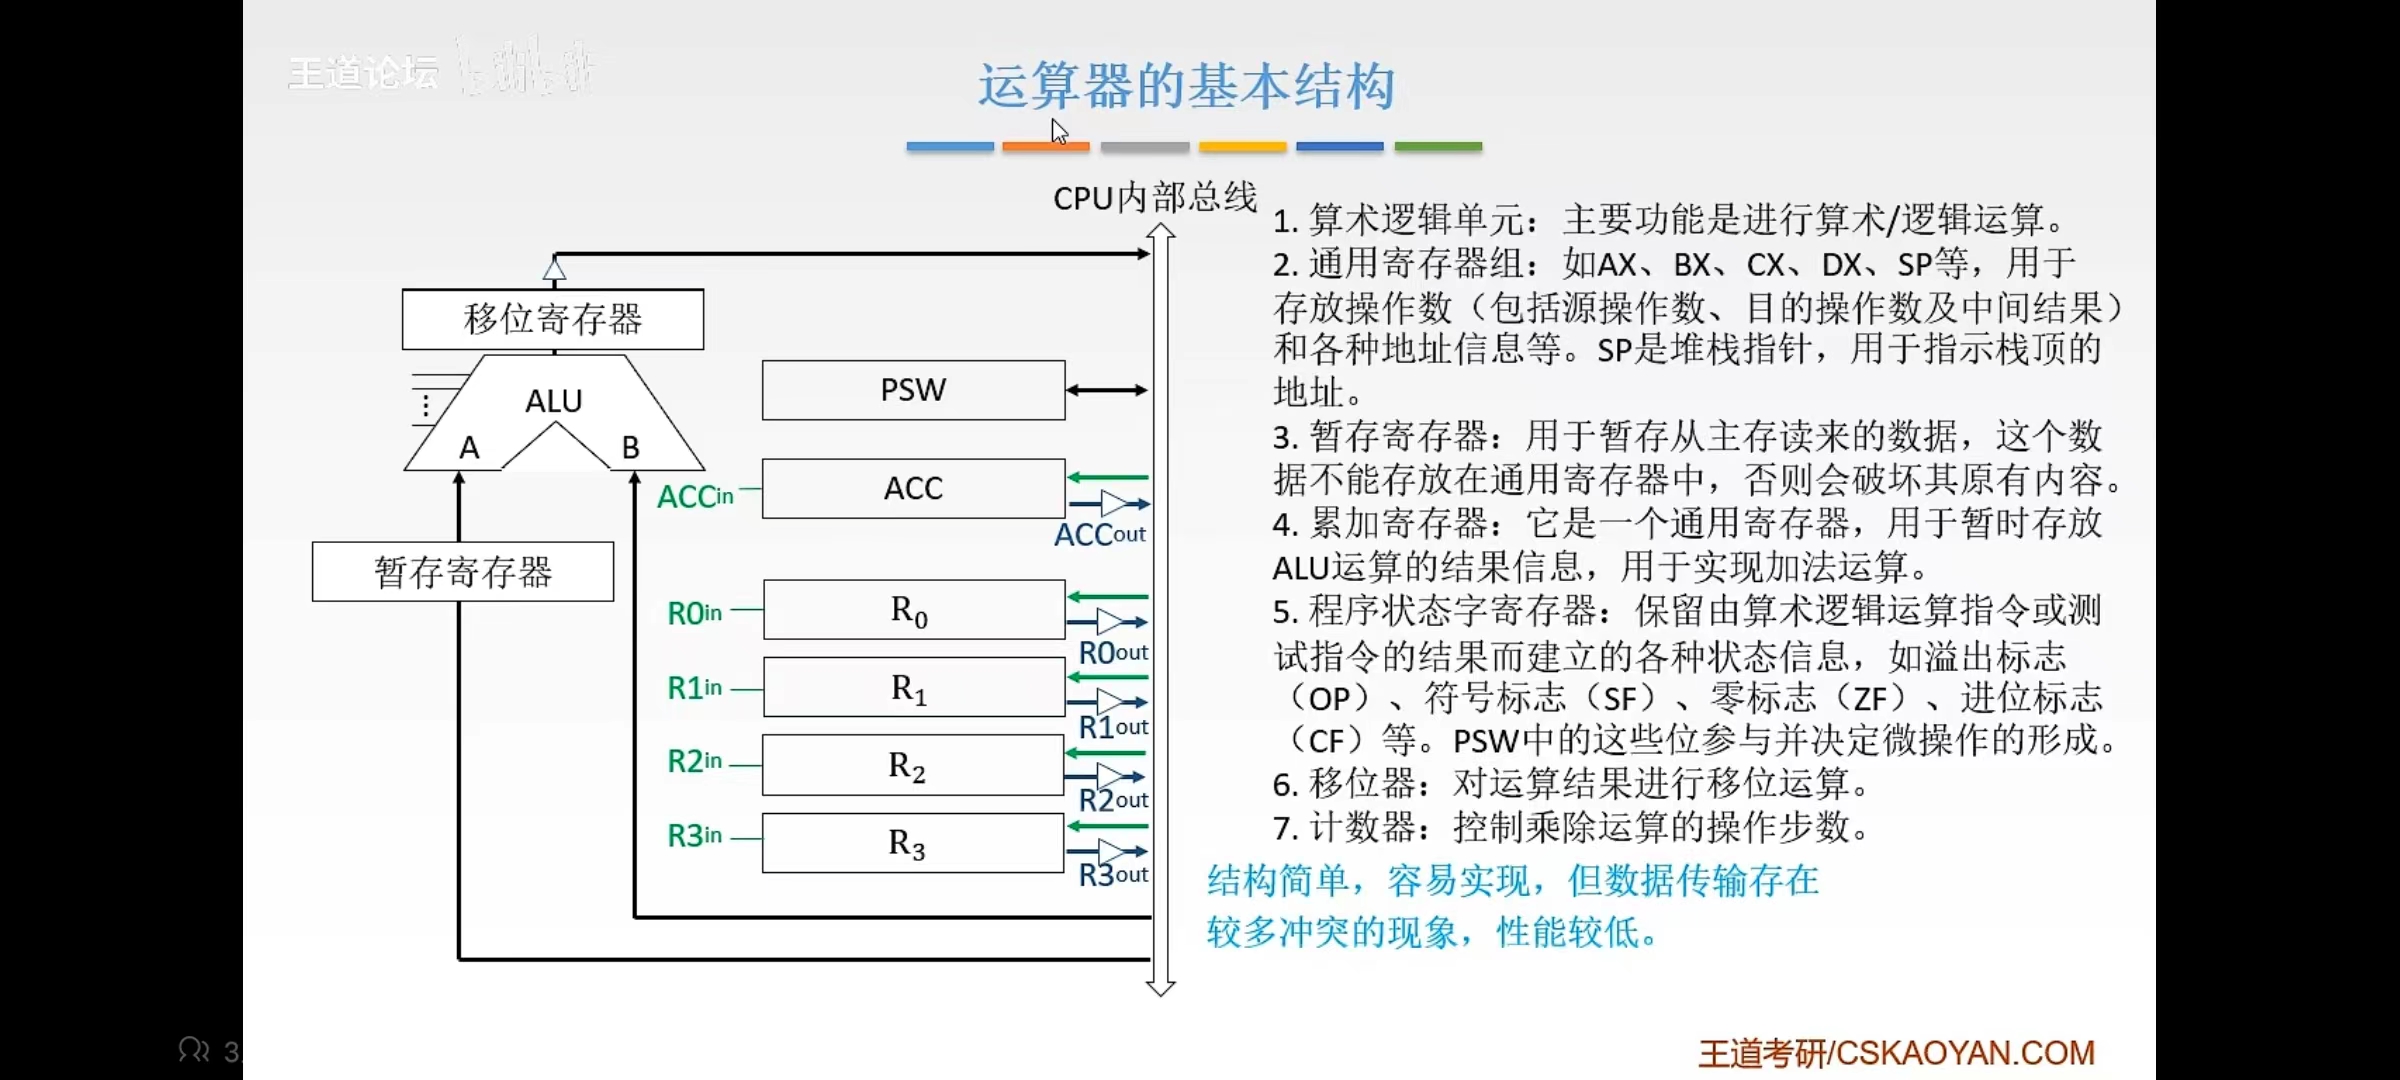 王道论坛
运算器的基本结构
CPU内部总线
移位寄存器
ALU
A
B
暂存寄存器
PSW
ACC
ACCin
ACCout
R0
R0in
R0out
R1
R1in
R1out
R2
R2in
R2out
R3
R3in
R3out
1. 算术逻辑单元：主要功能是进行算术/逻辑运算。
2. 通用寄存器组：如AX、BX、CX、DX、SP等，用于
存放操作数（包括源操作数、目的操作数及中间结果）
和各种地址信息等。SP是堆栈指针，用于指示栈顶的
地址。
3. 暂存寄存器：用于暂存从主存读来的数据，这个数
据不能存放在通用寄存器中，否则会破坏其原有内容。
4. 累加寄存器：它是一个通用寄存器，用于暂时存放
ALU运算的结果信息，用于实现加法运算。
5. 程序状态字寄存器：保留由算术逻辑运算指令或测
试指令的结果而建立的各种状态信息，如溢出标志
（OP）、符号标志（SF）、零标志（ZF）、进位标志
（CF）等。PSW中的这些位参与并决定微操作的形成。
6. 移位器：对运算结果进行移位运算。
7. 计数器：控制乘除运算的操作步数。
结构简单，容易实现，但数据传输存在
较多冲突的现象，性能较低。
王道考研/CSKAOYAN.COM